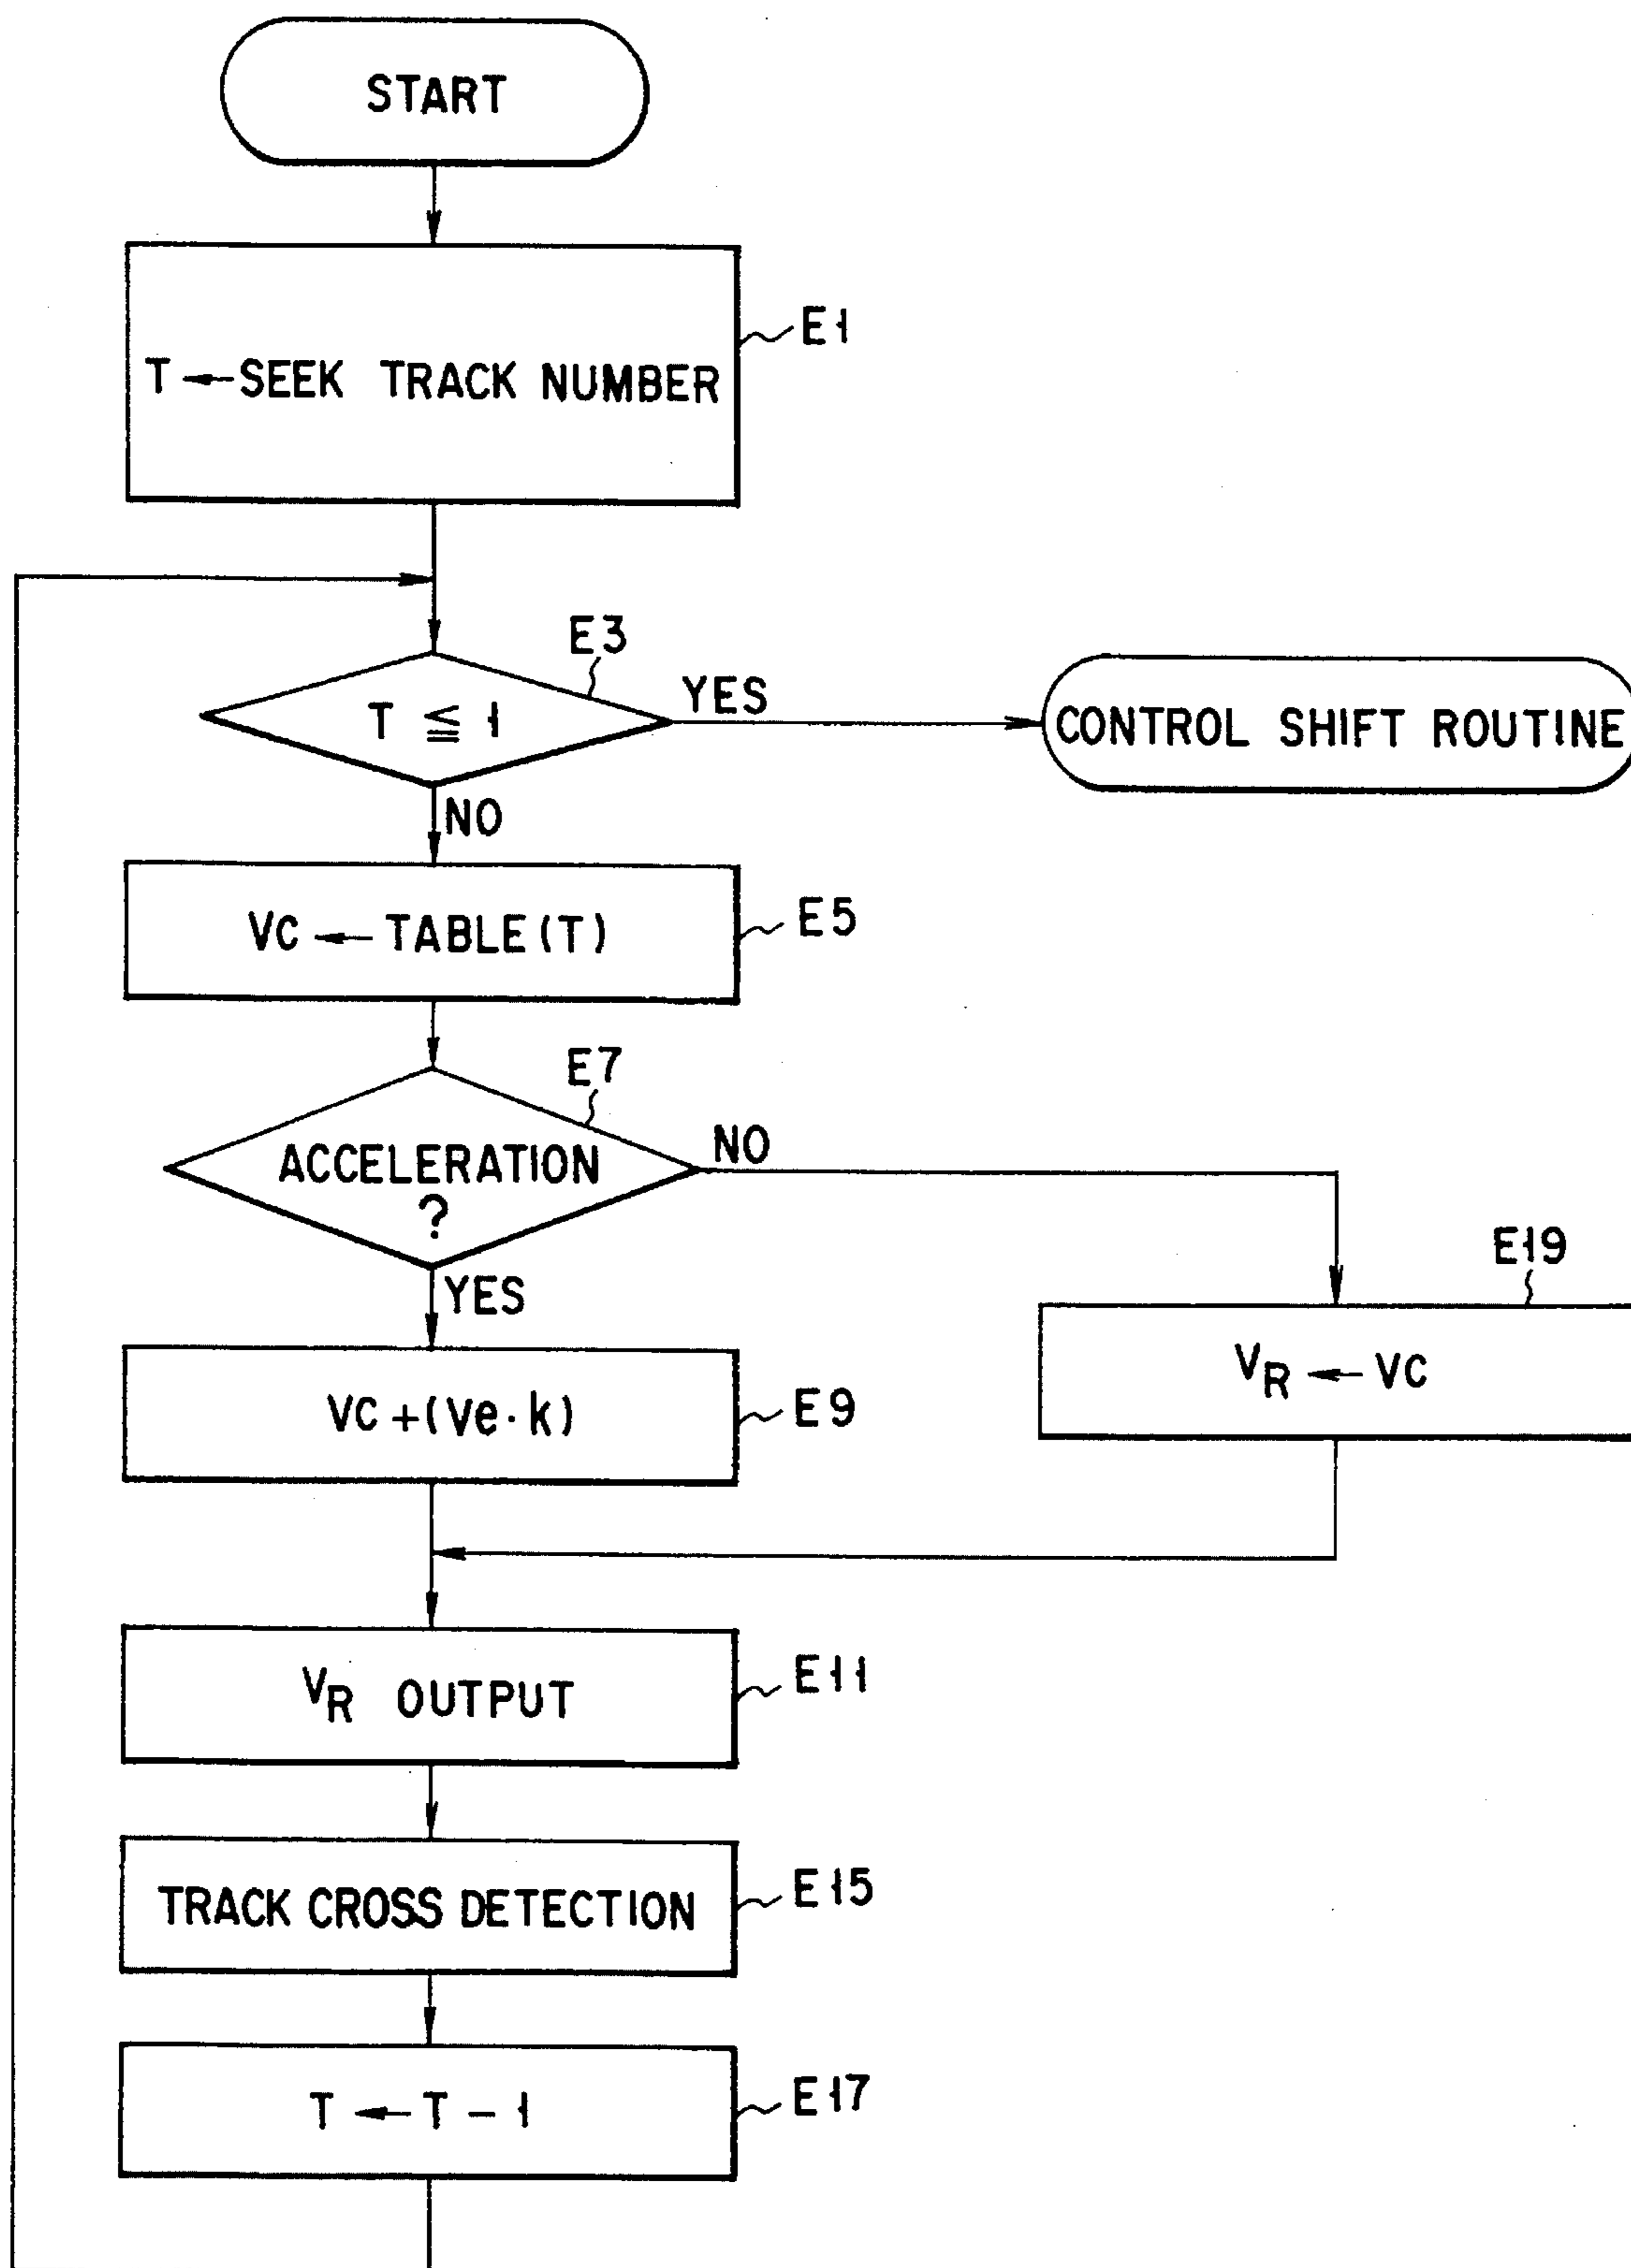 START
T ← SEEK TRACK NUMBER
E1
E3
T ≦ 1
YES
CONTROL SHIFT ROUTINE
NO
VC ← TABLE (T)
E5
E7
ACCELERATION
?
NO
YES
E19
VR ← VC
VC + (Ve · k)
E9
VR OUTPUT
E11
TRACK CROSS DETECTION
E15
T ← T - 1
E17